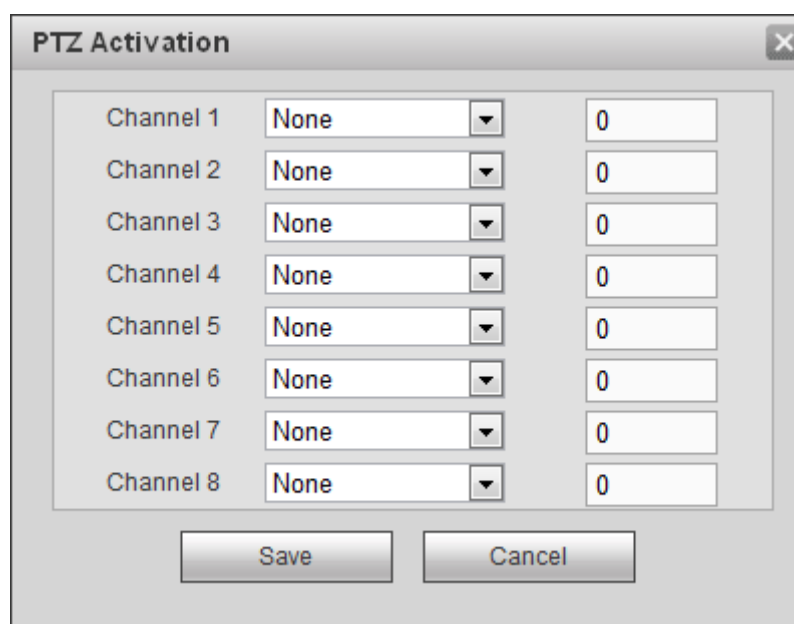 PTZ Activation
Channel 1 None 0
Channel 2 None 0
Channel 3 None 0
Channel 4 None 0
Channel 5 None 0
Channel 6 None 0
Channel 7 None 0
Channel 8 None 0
Save Cancel